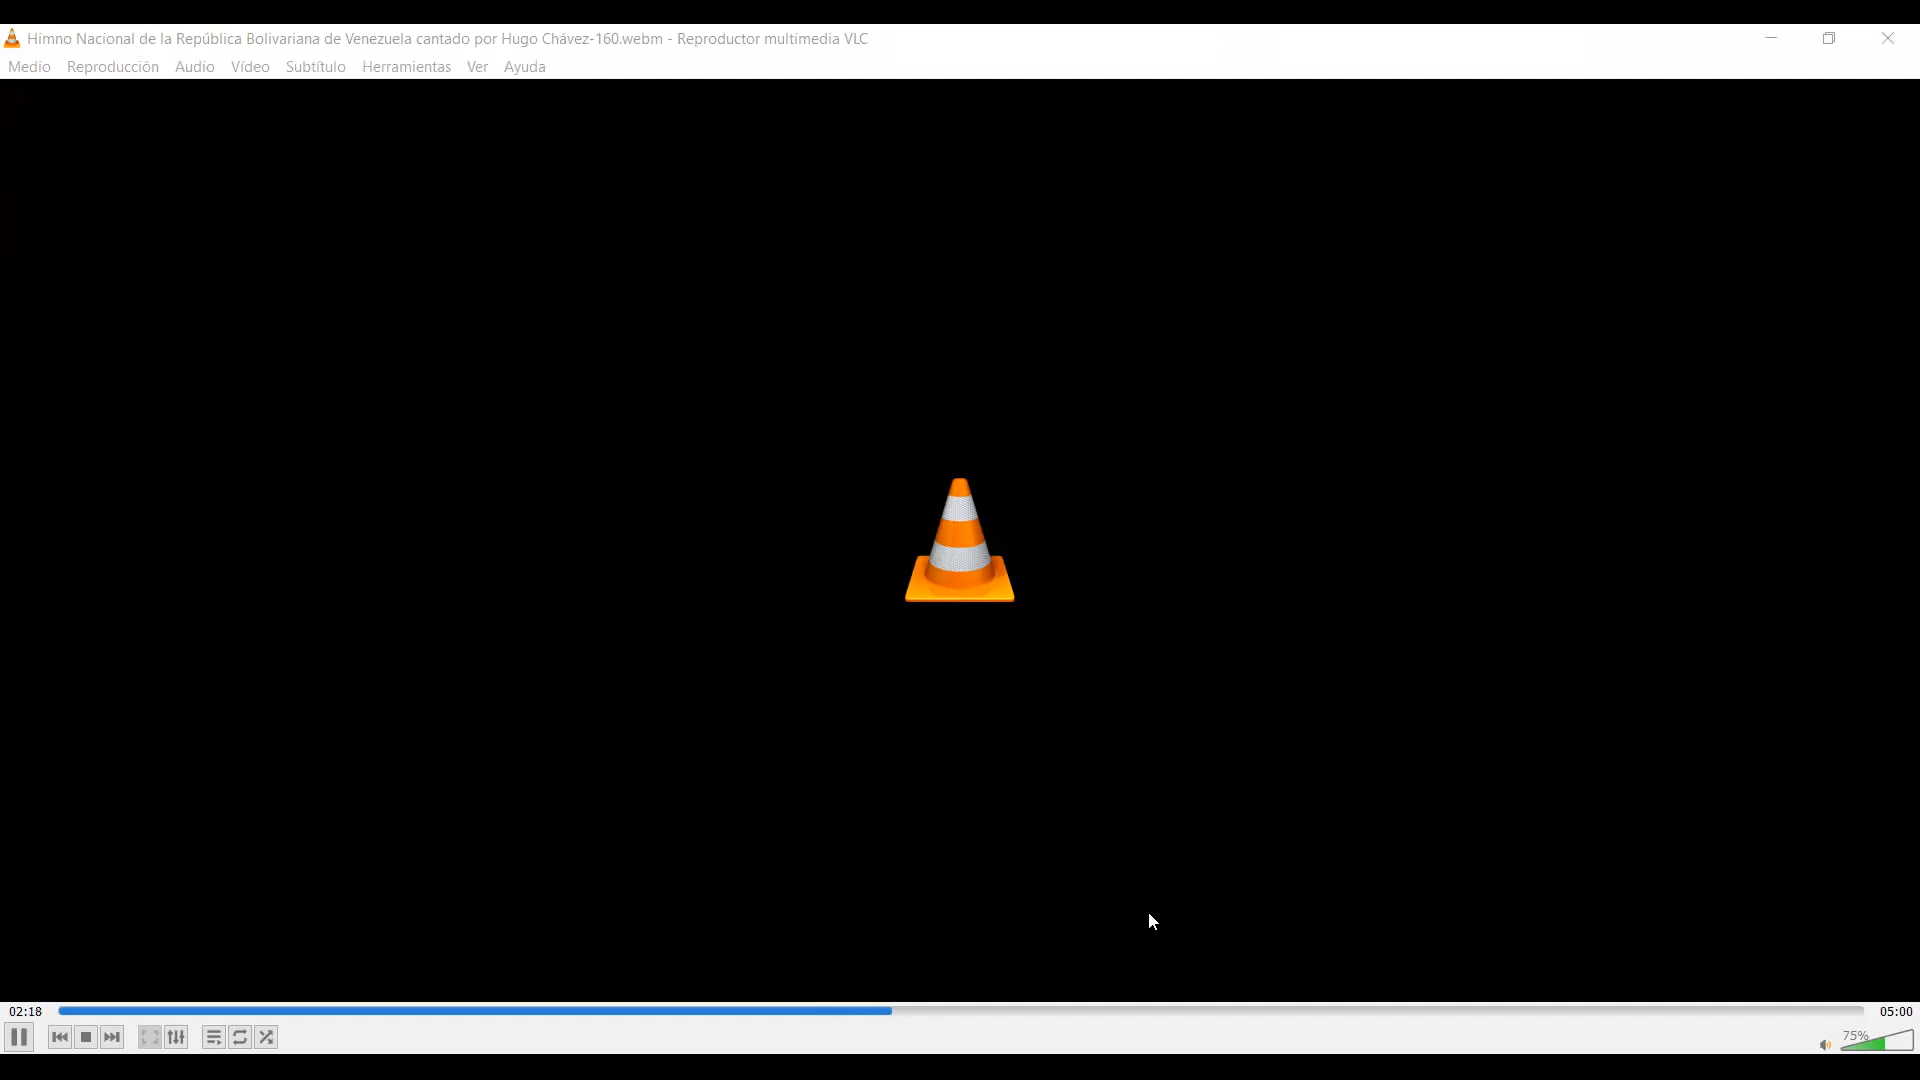 Himno Nacional de la República Bolivariana de Venezuela cantado por Hugo Chávez-160.webm - Reproductor multimedia VLC
Medio Reproducción Audio Vídeo Subtítulo Herramientas Ver Ayuda
02:18 05:00
75%